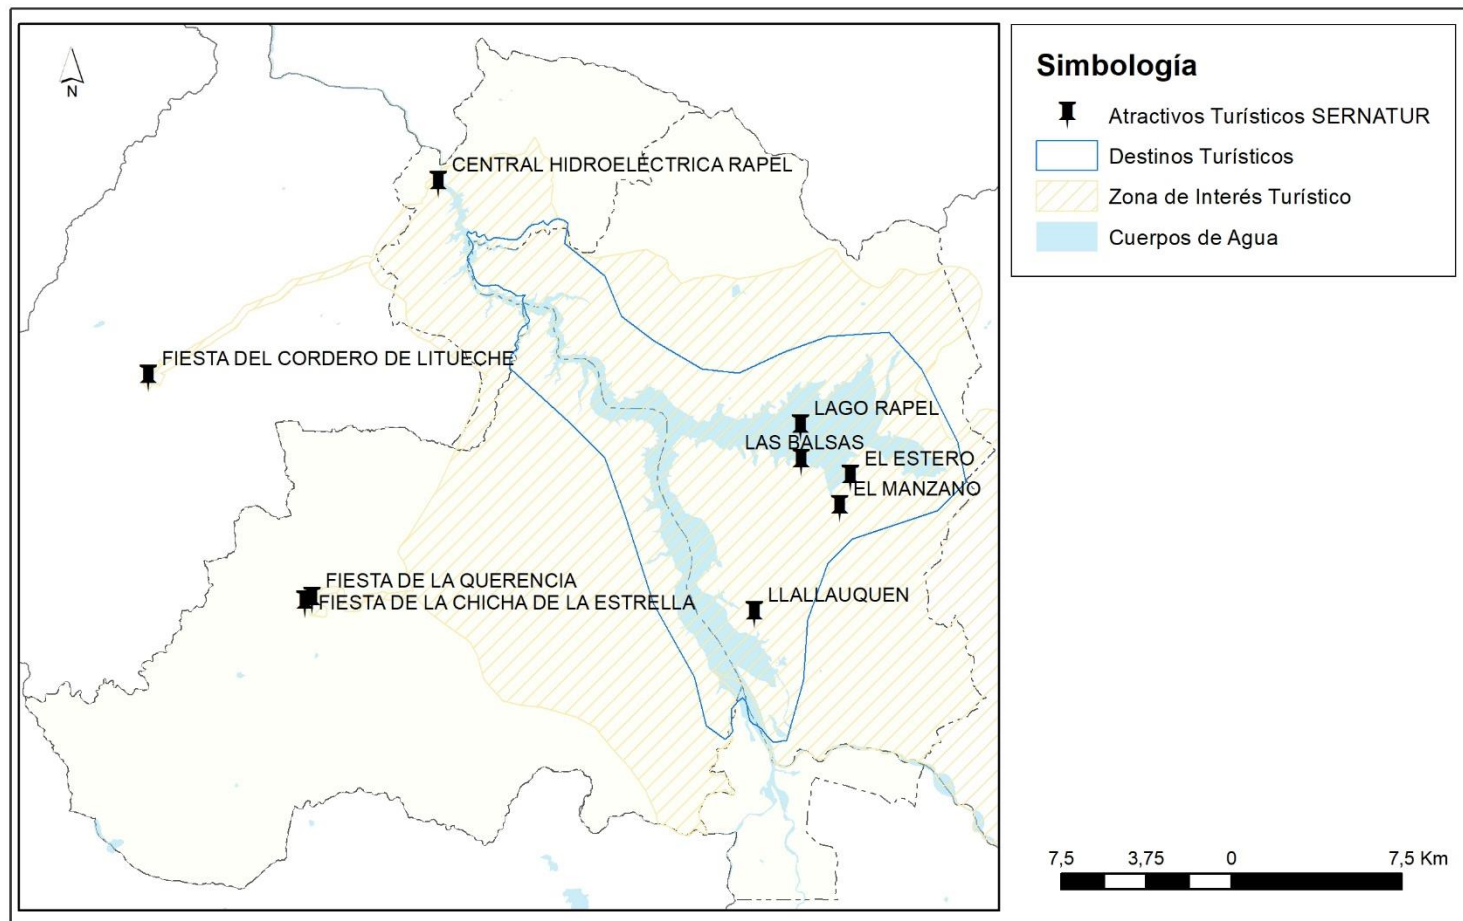 N
CENTRAL HIDROELÉCTRICA RAPEL
FIESTA DEL CORDERO DE LITUECHE
LAGO RAPEL
LAS BALSAS
EL ESTERO
EL MANZANO
FIESTA DE LA QUERENCIA
FIESTA DE LA CHICHA DE LA ESTRELLA
LLALLAUQUEN
Simbología
Atractivos Turísticos SERNATUR
Destinos Turísticos
Zona de Interés Turístico
Cuerpos de Agua
7,5 3,75 0 7,5 Km